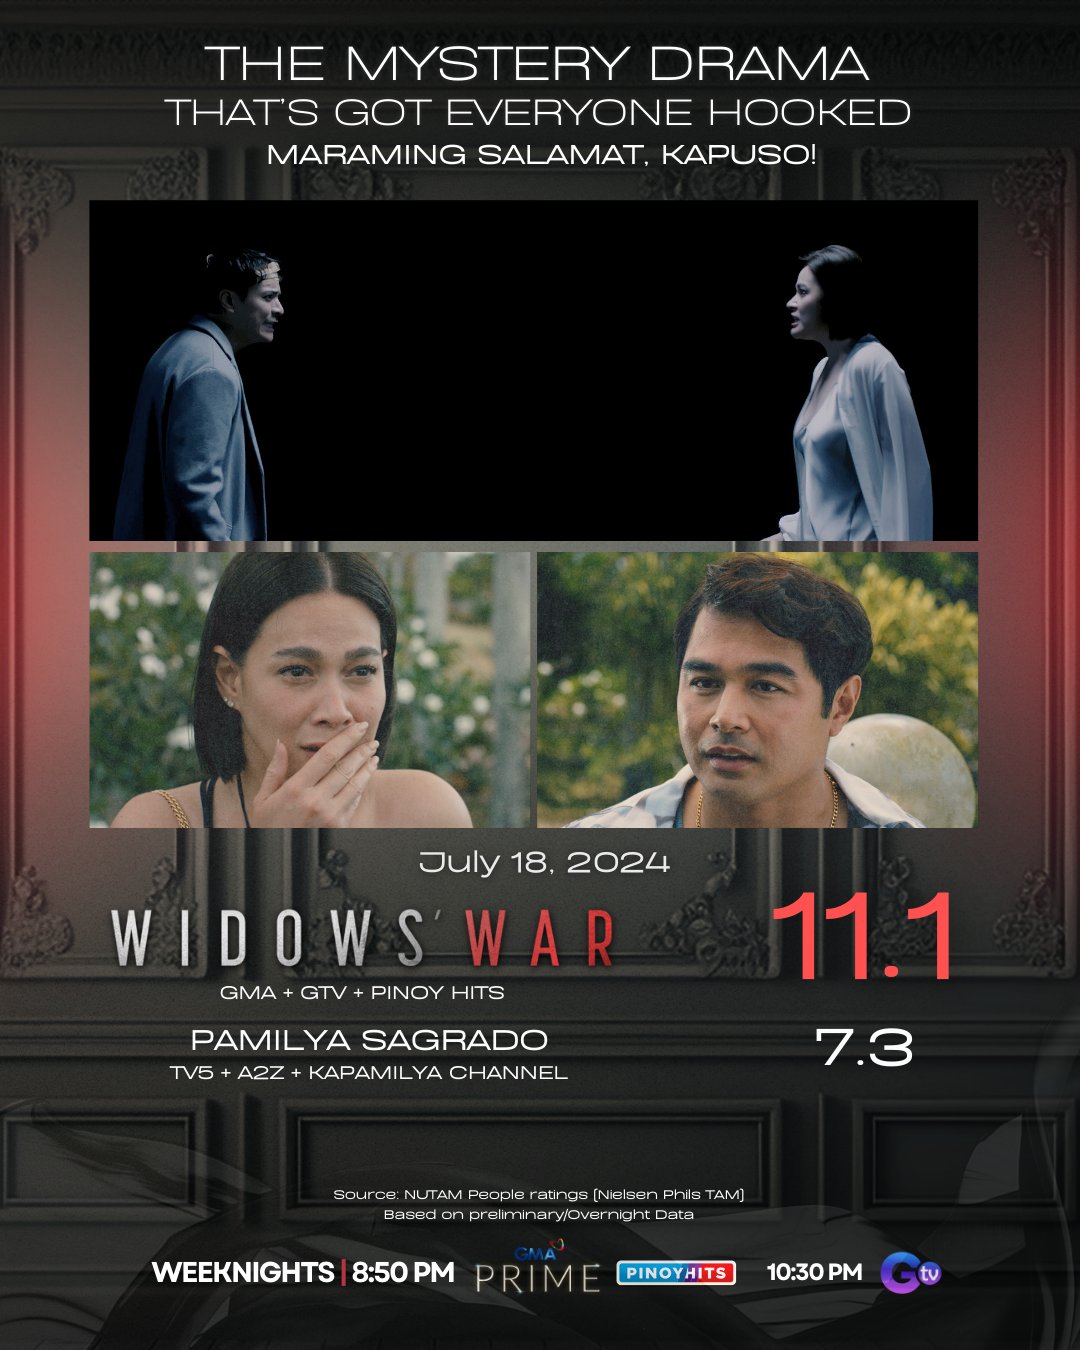 THE MYSTERY DRAMA
THAT'S GOT EVERYONE HOOKED
MARAMING SALAMAT, KAPUSO!
July 18, 2024
WIDOWS' WAR 11.1
GMA + GTV + PINOY HITS
PAMILYA SAGRADO 7.3
TV5 + A2Z + KAPAMILYA CHANNEL
Source: NUTAM People ratings (Nielsen Phils TAM)
Based on preliminary/Overnight Data
WEEKNIGHTS | 8:50 PM GMA PRIME PINOYHITS 10:30 PM Gtv